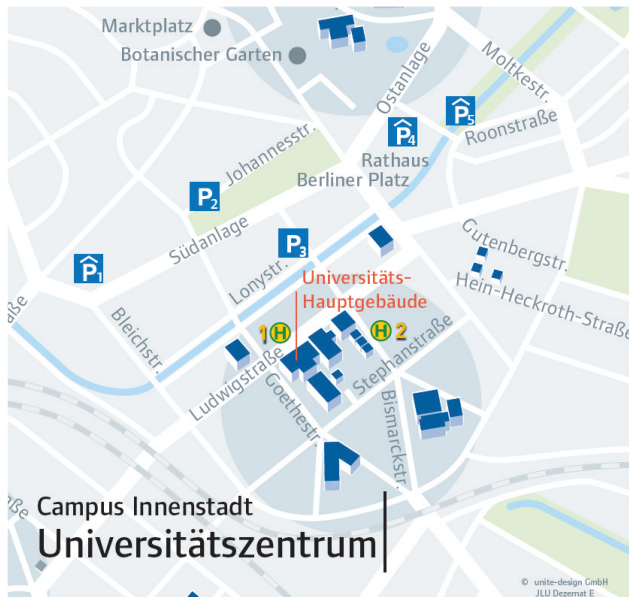 Marktplatz
Botanischer Garten
Ostanlage
Moltkestr.
P5
P4
Roonstraße
Johannesstr.
Rathaus
Berliner Platz
P2
Südanlage
P3
Lonystr.
P1
Gutenbergstr.
Hein-Heckroth-Straße
Universitäts-
Hauptgebäude
Bleichstr.
1 H
H 2
Ludwigstraße
Goethestr.
Stephanstraße
Bismarckstr.
Campus Innenstadt
Universitätszentrum
© unite-design GmbH
JLU Dezernat E